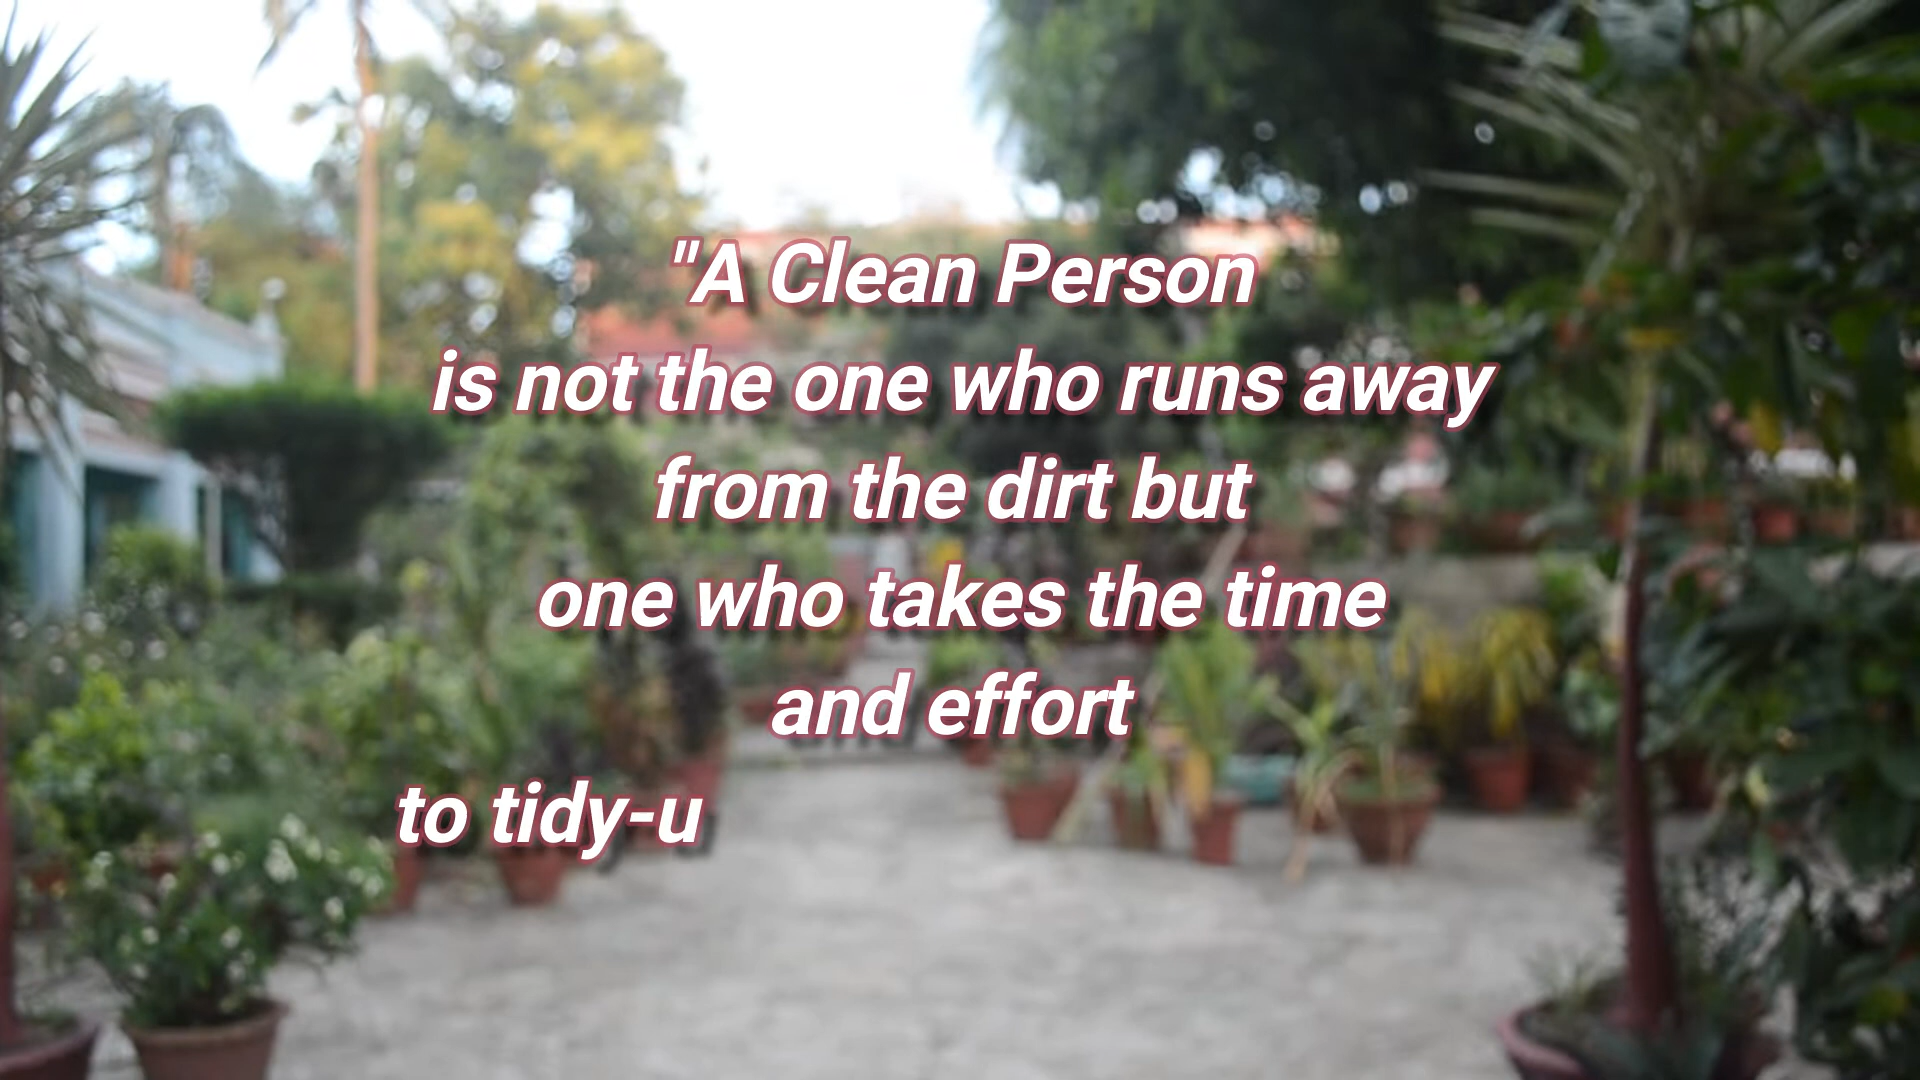 "A Clean Person
is not the one who runs away
from the dirt but
one who takes the time
and effort
to tidy-u